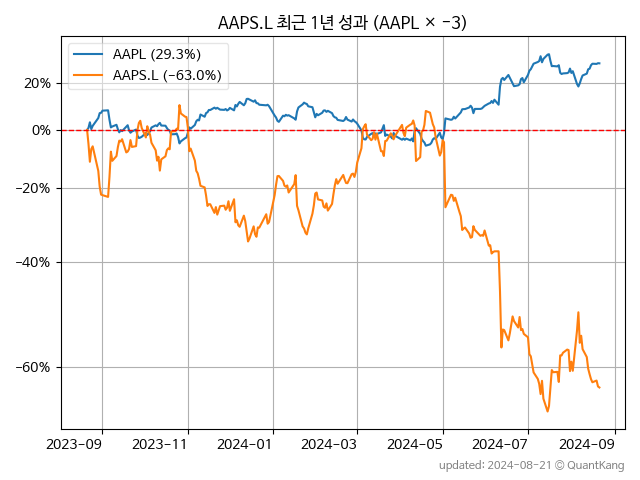 AAPS.L 최근 1년 성과 (AAPL × −3)
AAPL (29.3%)
AAPS.L (−63.0%)
20%
0%
−20%
−40%
−60%
2023-09 2023-11 2024-01 2024-03 2024-05 2024-07 2024-09
updated: 2024-08-21 © QuantKang